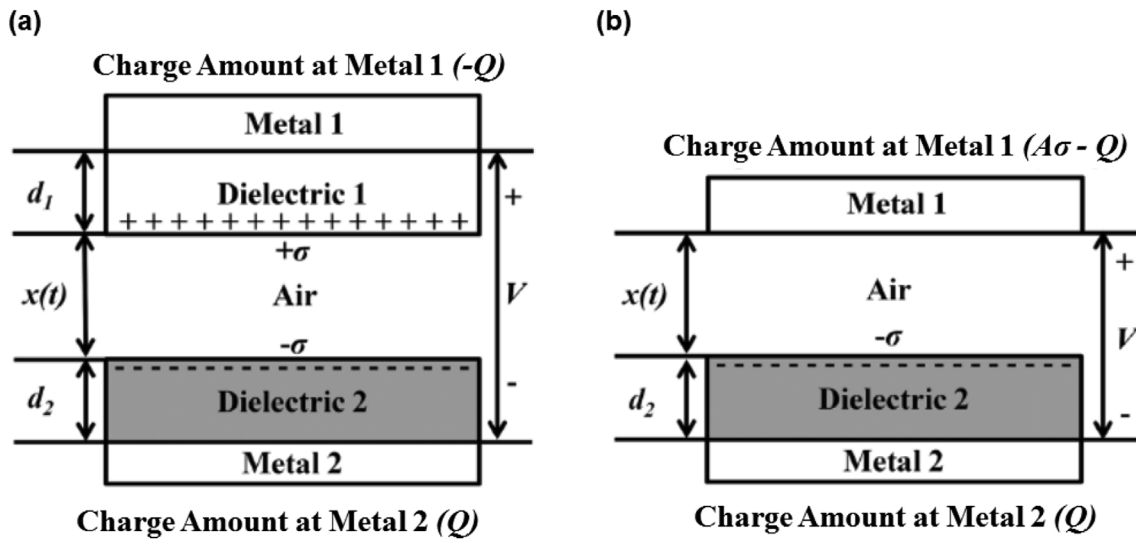 (a)
Charge Amount at Metal 1 (-Q)
Metal 1
d₁
Dielectric 1
+
+ + + + + + + + + + + + + +
+σ
x(t)
Air
V
-σ
- - - - - - - - - - - - - - - - - - - - - -
d₂
Dielectric 2
-
Metal 2
Charge Amount at Metal 2 (Q)
(b)
Charge Amount at Metal 1 (Aσ - Q)
Metal 1
+
x(t)
Air
V
-σ
- - - - - - - - - - - - - - - - - - - - - -
d₂
Dielectric 2
-
Metal 2
Charge Amount at Metal 2 (Q)